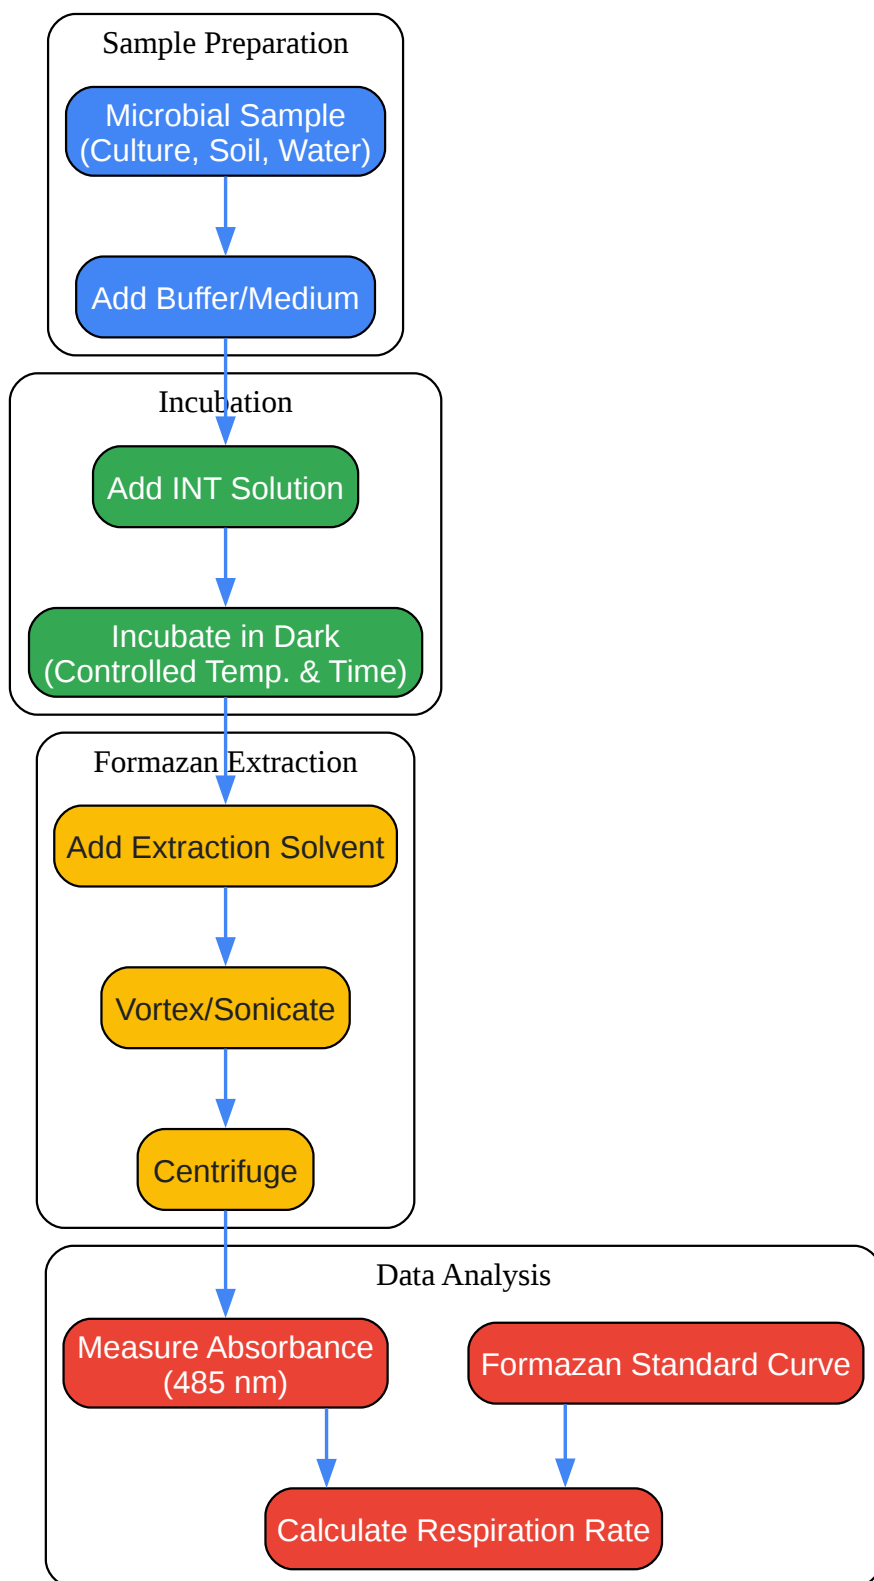 Sample Preparation
Microbial Sample
(Culture, Soil, Water)
Add Buffer/Medium
Incubation
Add INT Solution
Incubate in Dark
(Controlled Temp. & Time)
Formazan Extraction
Add Extraction Solvent
Vortex/Sonicate
Centrifuge
Data Analysis
Measure Absorbance
(485 nm)
Formazan Standard Curve
Calculate Respiration Rate